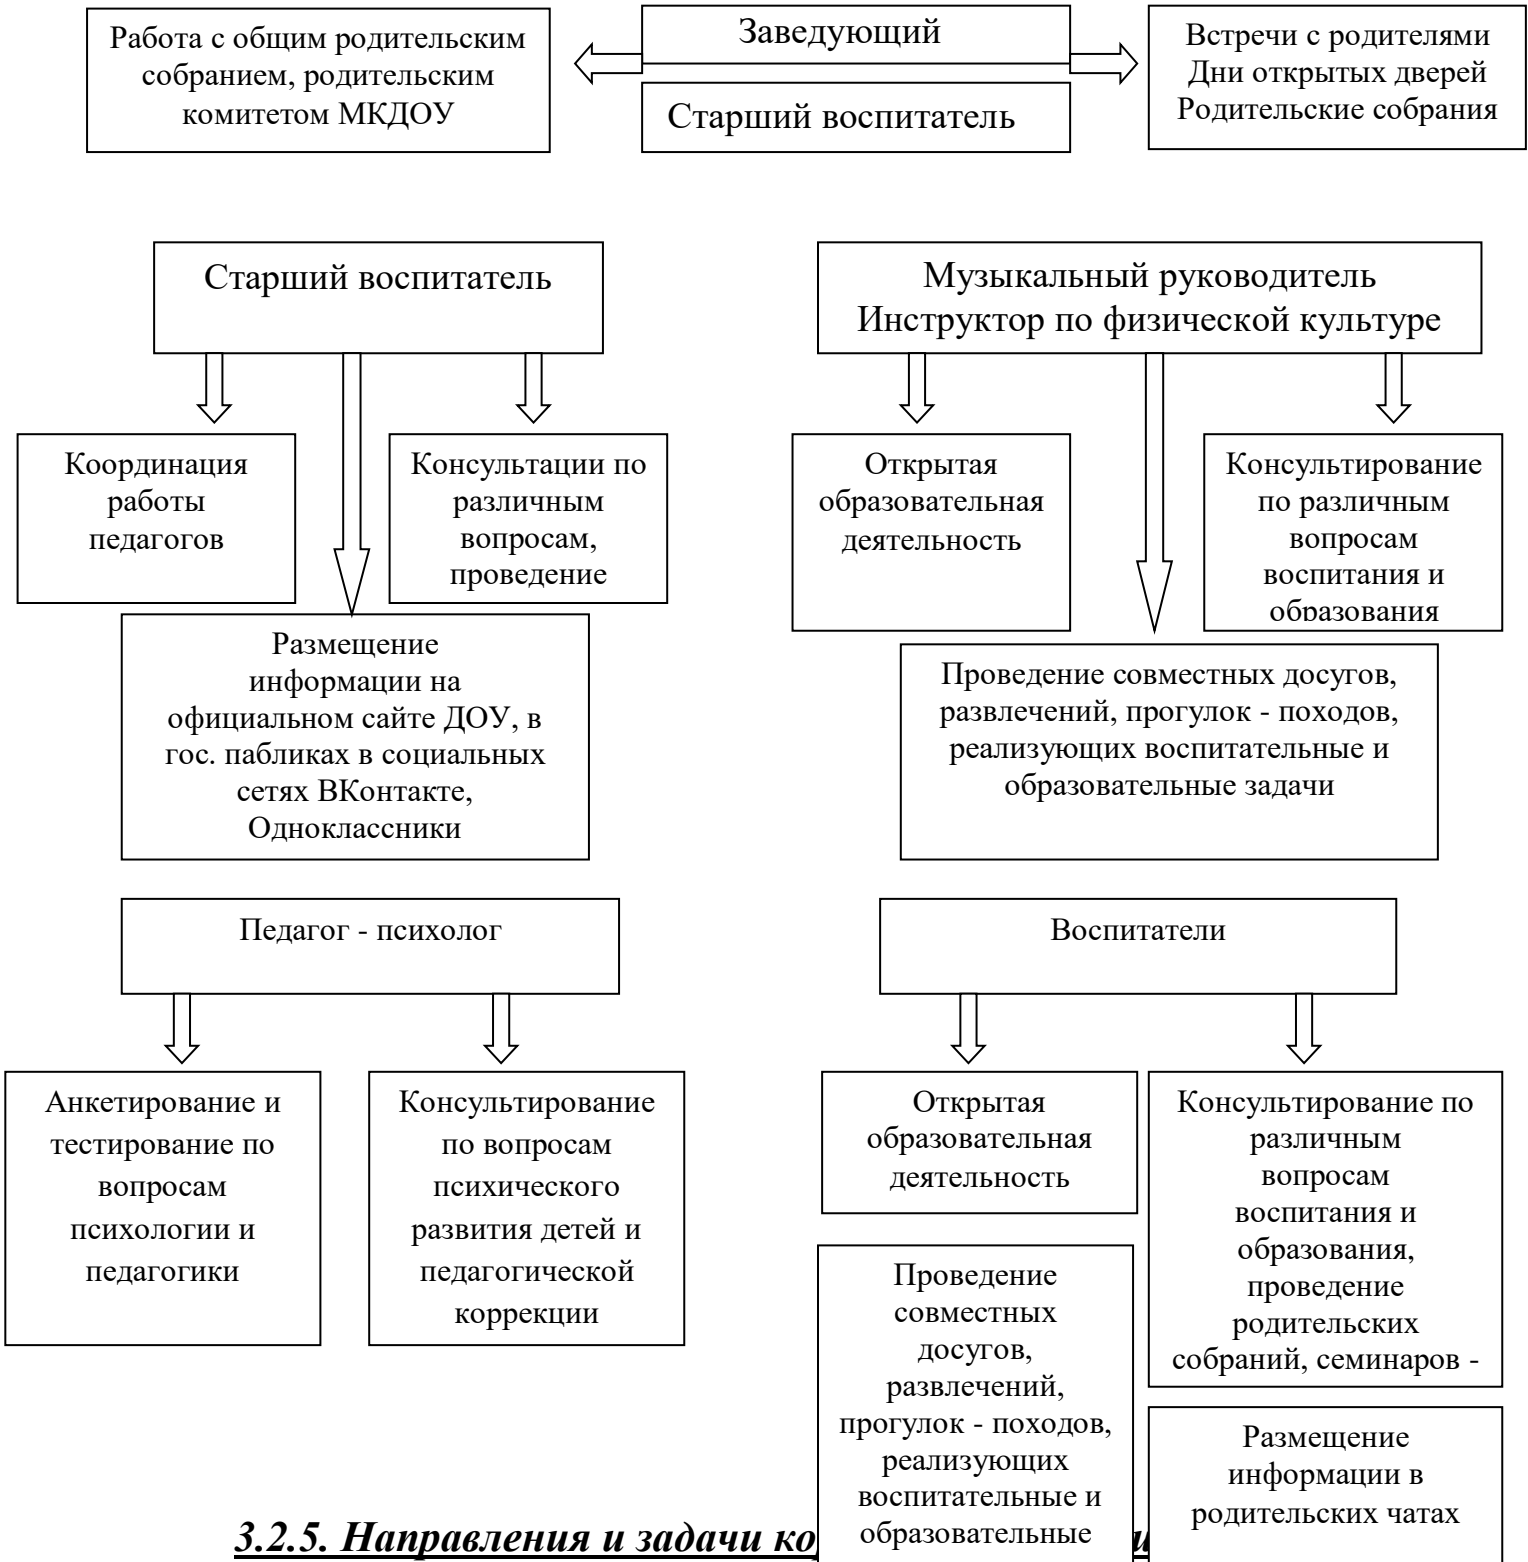 Работа с общим родительским
собранием, родительским
комитетом МКДОУ
Заведующий
Старший воспитатель
Встречи с родителями
Дни открытых дверей
Родительские собрания
Старший воспитатель
Координация
работы
педагогов
Консультации по
различным
вопросам,
проведение
Размещение
информации на
официальном сайте ДОУ, в
гос. пабликах в социальных
сетях ВКонтакте,
Одноклассники
Музыкальный руководитель
Инструктор по физической культуре
Открытая
образовательная
деятельность
Консультирование
по различным
вопросам
воспитания и
образования
Проведение совместных досугов,
развлечений, прогулок - походов,
реализующих воспитательные и
образовательные задачи
Педагог - психолог
Анкетирование и
тестирование по
вопросам
психологии и
педагогики
Консультирование
по вопросам
психического
развития детей и
педагогической
коррекции
Воспитатели
Открытая
образовательная
деятельность
Консультирование по
различным
вопросам
воспитания и
образования,
проведение
родительских
собраний, семинаров -
Проведение
совместных
досугов,
развлечений,
прогулок - походов,
реализующих
воспитательные и
образовательные
Размещение
информации в
родительских чатах
3.2.5. Направления и задачи